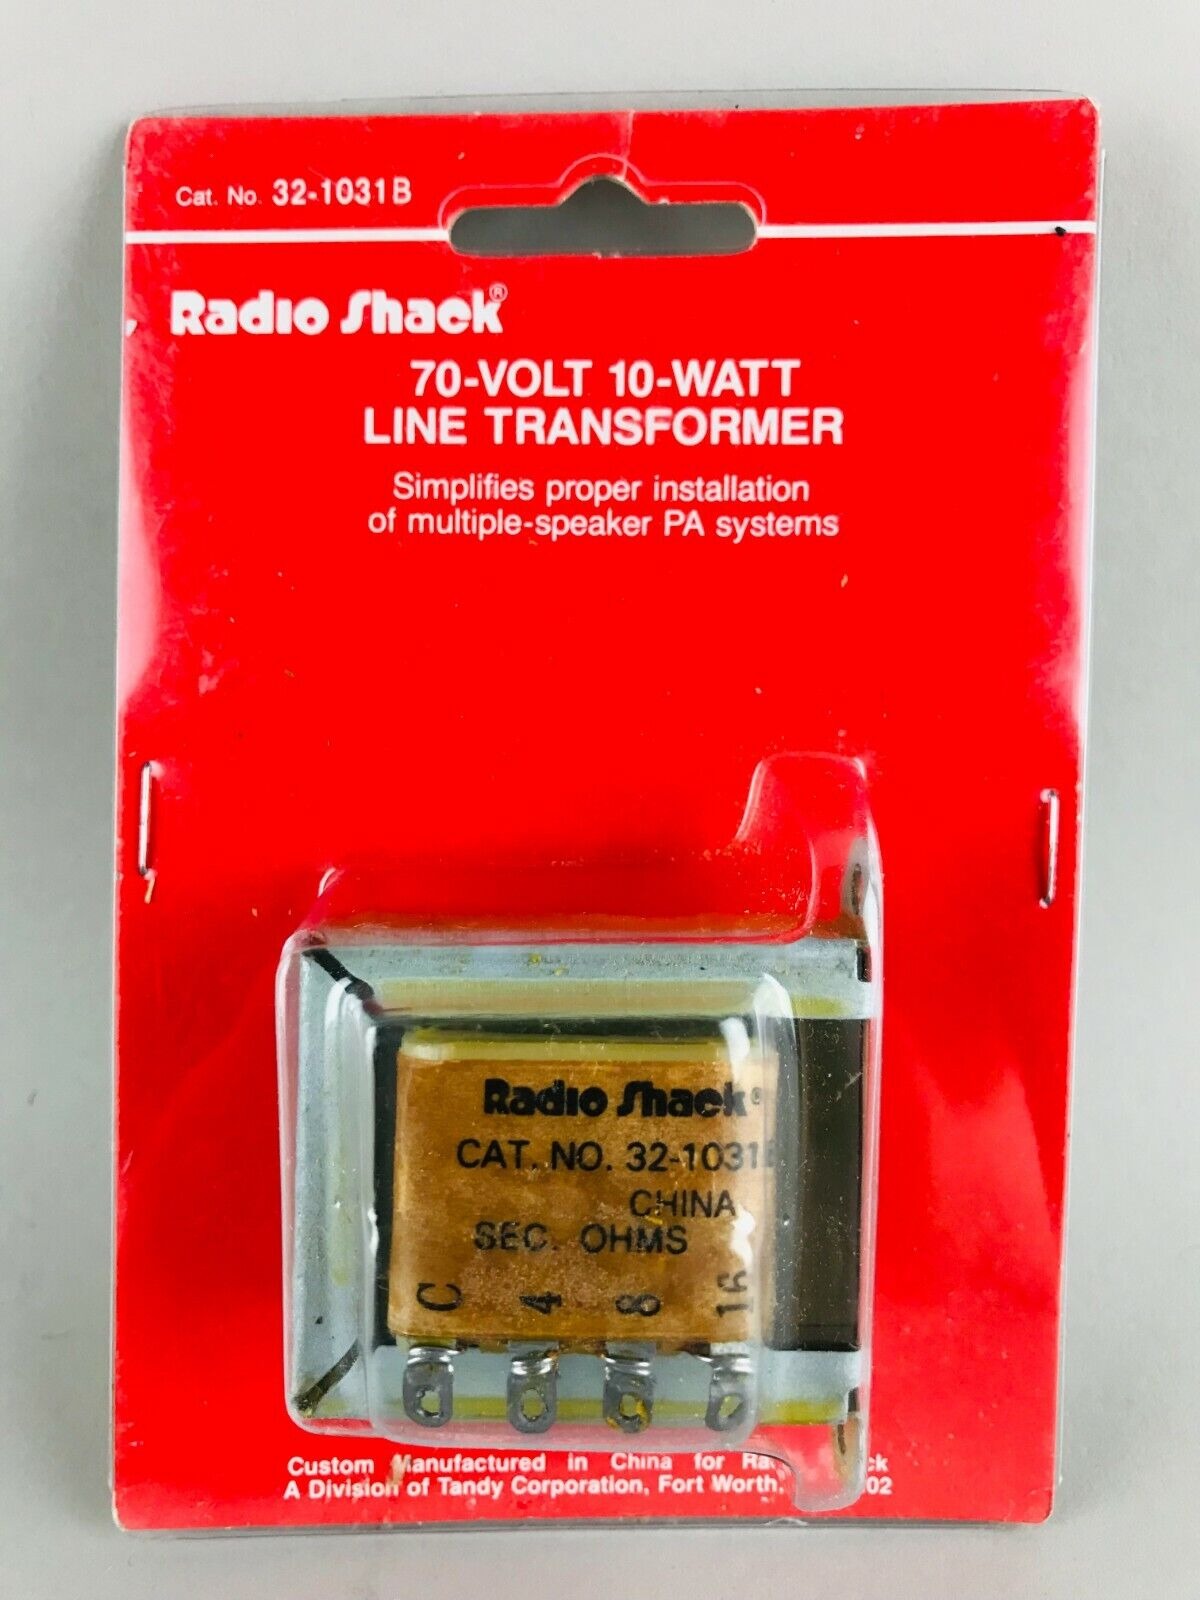 Cat. No. 32-1031B
Radio Shack®
70-VOLT 10-WATT
LINE TRANSFORMER
Simplifies proper installation
of multiple-speaker PA systems
Radio Shack®
CAT. NO. 32-1031B
CHINA
SEC. OHMS
C 4 8 16
Custom Manufactured in China for
A Division of Tandy Corporation, Fort Worth,